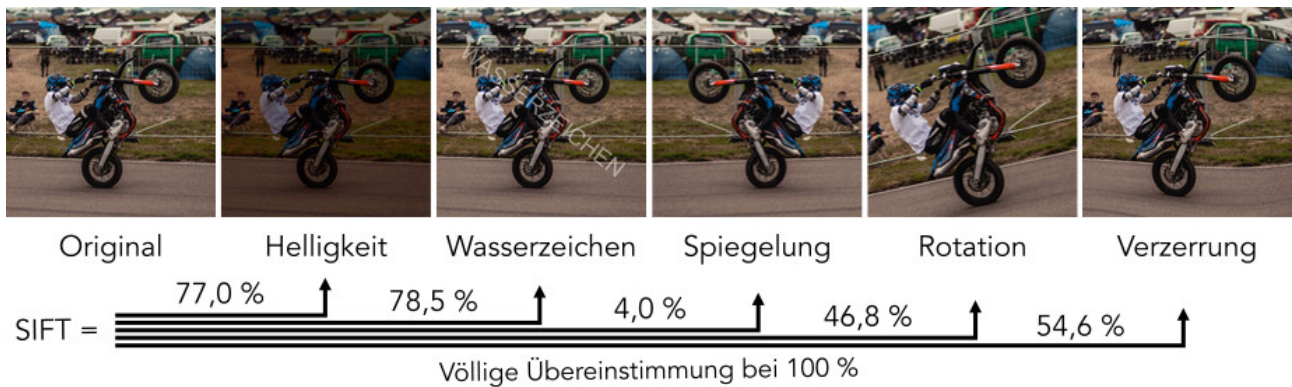 WASSERZEICHEN
Original Helligkeit Wasserzeichen Spiegelung Rotation Verzerrung
77,0 % 78,5 % 4,0 % 46,8 % 54,6 %
SIFT =
Völlige Übereinstimmung bei 100 %